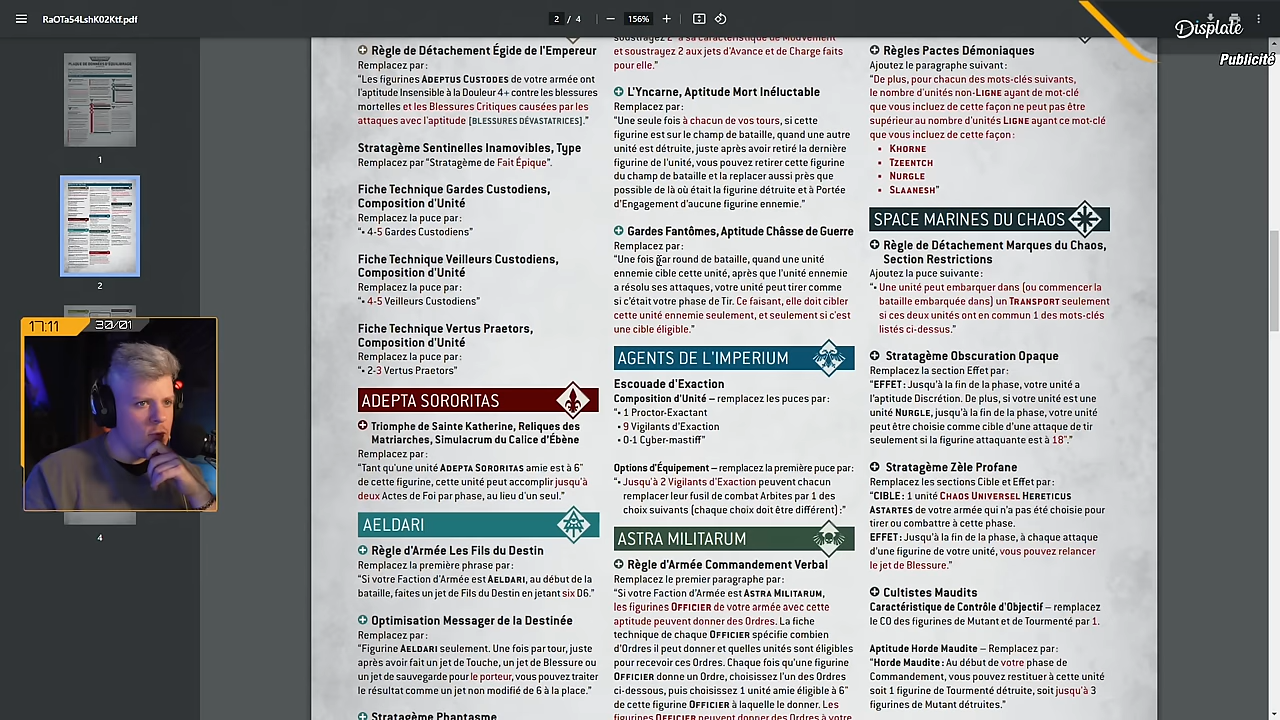 RaOTa54LshK02Ktf.pdf
2 / 4
156%
Displate
Publicité
1
2
4
17:11
30/01
Règle de Détachement Égide de l'Empereur
Remplacez par :
"Les figurines ADEPTUS CUSTODES de votre armée ont
l'aptitude Insensible à la Douleur 4+ contre les blessures
mortelles et les Blessures Critiques causées par les
attaques avec l'aptitude [BLESSURES DÉVASTATRICES]."
Stratagème Sentinelles Inamovibles, Type
Remplacez par "Stratagème de Fait Épique".
Fiche Technique Gardes Custodiens,
Composition d'Unité
Remplacez la puce par :
"• 4-5 Gardes Custodiens"
Fiche Technique Veilleurs Custodiens,
Composition d'Unité
Remplacez la puce par :
"• 4-5 Veilleurs Custodiens"
Fiche Technique Vertus Praetors,
Composition d'Unité
Remplacez la puce par :
"• 2-3 Vertus Praetors"
ADEPTA SORORITAS
Triomphe de Sainte Katherine, Reliques des
Matriarches, Simulacrum du Calice d'Ébène
Remplacez par :
"Tant qu'une unité ADEPTA SORORITAS amie est à 6"
de cette figurine, cette unité peut accomplir jusqu'à
deux Actes de Foi par phase, au lieu d'un seul."
AELDARI
Règle d'Armée Les Fils du Destin
Remplacez la première phrase par :
"Si votre Faction d'Armée est AELDARI, au début de la
bataille, faites un jet de Fils du Destin en jetant six D6."
Optimisation Messager de la Destinée
Remplacez par :
"Figurine AELDARI seulement. Une fois par tour, juste
après avoir fait un jet de Touche, un jet de Blessure ou
un jet de sauvegarde pour le porteur, vous pouvez traiter
le résultat comme un jet non modifié de 6 à la place."
Stratagème Phantasme
soustrayez 2" à sa caractéristique de Mouvement
et soustrayez 2 aux jets d'Avance et de Charge faits
pour elle."
L'Yncarne, Aptitude Mort Inéluctable
Remplacez par :
"Une seule fois à chacun de vos tours, si cette
figurine est sur le champ de bataille, quand une autre
unité est détruite, juste après avoir retiré la dernière
figurine de l'unité, vous pouvez retirer cette figurine
du champ de bataille et la replacer aussi près que
possible de là où était la figurine détruite et à Portée
d'Engagement d'aucune figurine ennemie."
Gardes Fantômes, Aptitude Châsse de Guerre
Remplacez par :
"Une fois par round de bataille, quand une unité
ennemie cible cette unité, après que l'unité ennemie
a résolu ses attaques, votre unité peut tirer comme
si c'était votre phase de Tir. Ce faisant, elle doit cibler
cette unité ennemie seulement, et seulement si c'est
une cible éligible."
AGENTS DE L'IMPERIUM
Escouade d'Exaction
Composition d'Unité – remplacez les puces par :
"• 1 Proctor-Exactant
• 9 Vigilants d'Exaction
• 0-1 Cyber-mastiff"
Options d'Équipement – remplacez la première puce par :
"• Jusqu'à 2 Vigilants d'Exaction peuvent chacun
remplacer leur fusil de combat Arbites par 1 des
choix suivants (chaque choix doit être différent) :"
ASTRA MILITARUM
Règle d'Armée Commandement Verbal
Remplacez le premier paragraphe par :
"Si votre Faction d'Armée est ASTRA MILITARUM,
les figurines OFFICIER de votre armée avec cette
aptitude peuvent donner des Ordres. La fiche
technique de chaque OFFICIER spécifie combien
d'Ordres il peut donner et quelles unités sont éligibles
pour recevoir ces Ordres. Chaque fois qu'une figurine
OFFICIER donne un Ordre, choisissez l'un des Ordres
ci-dessous, puis choisissez 1 unité amie éligible à 6"
de cette figurine OFFICIER à laquelle le donner. Les
figurines OFFICIER peuvent donner des Ordres à votre
Règles Pactes Démoniaques
Ajoutez le paragraphe suivant :
"De plus, pour chacun des mots-clés suivants,
le nombre d'unités non-LIGNE ayant de mot-clé
que vous incluez de cette façon ne peut pas être
supérieur au nombre d'unités LIGNE ayant ce mot-clé
que vous incluez de cette façon :
• KHORNE
• TZEENTCH
• NURGLE
• SLAANESH"
SPACE MARINES DU CHAOS
Règle de Détachement Marques du Chaos,
Section Restrictions
Ajoutez la puce suivante :
"• Une unité peut embarquer dans (ou commencer la
bataille embarquée dans) un TRANSPORT seulement
si ces deux unités ont en commun 1 des mots-clés
listés ci-dessus."
Stratagème Obscuration Opaque
Remplacez la section Effet par :
"EFFET : Jusqu'à la fin de la phase, votre unité a
l'aptitude Discrétion. De plus, si votre unité est une
unité NURGLE, jusqu'à la fin de la phase, votre unité
peut être choisie comme cible d'une attaque de tir
seulement si la figurine attaquante est à 18"."
Stratagème Zèle Profane
Remplacez les sections Cible et Effet par :
"CIBLE : 1 unité CHAOS UNIVERSEL HERETICUS
ASTARTES de votre armée qui n'a pas été choisie pour
tirer ou combattre à cette phase.
EFFET : Jusqu'à la fin de la phase, à chaque attaque
d'une figurine de votre unité, vous pouvez relancer
le jet de Blessure."
Cultistes Maudits
Caractéristique de Contrôle d'Objectif – remplacez
le CO des figurines de Mutant et de Tourmenté par 1.
Aptitude Horde Maudite – Remplacez par :
"Horde Maudite : Au début de votre phase de
Commandement, vous pouvez restituer à cette unité
soit 1 figurine de Tourmenté détruite, soit jusqu'à 3
figurines de Mutant détruites."